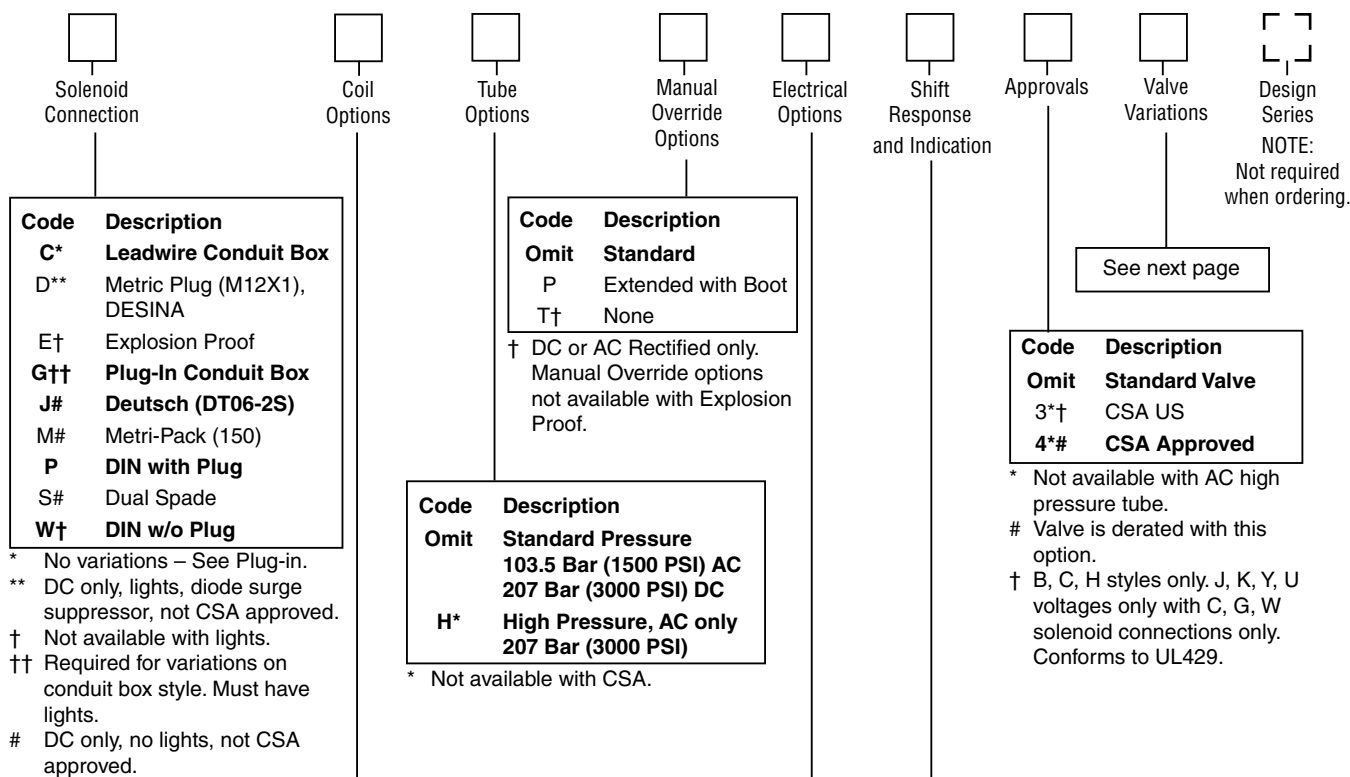 Solenoid
Connection
Coil
Options
Tube
Options
Manual
Override
Options
Electrical
Options
Shift
Response
and Indication
Approvals
Valve
Variations
Design
Series
NOTE:
Not required
when ordering.
Code Description
C* Leadwire Conduit Box
D** Metric Plug (M12X1),
DESINA
E† Explosion Proof
G†† Plug-In Conduit Box
J# Deutsch (DT06-2S)
M# Metri-Pack (150)
P DIN with Plug
S# Dual Spade
W† DIN w/o Plug
* No variations – See Plug-in.
** DC only, lights, diode surge
suppressor, not CSA approved.
† Not available with lights.
†† Required for variations on
conduit box style. Must have
lights.
# DC only, no lights, not CSA
approved.
Code Description
Omit Standard
P Extended with Boot
T† None
† DC or AC Rectified only.
Manual Override options
not available with Explosion
Proof.
Code Description
Omit Standard Pressure
103.5 Bar (1500 PSI) AC
207 Bar (3000 PSI) DC
H* High Pressure, AC only
207 Bar (3000 PSI)
* Not available with CSA.
See next page
Code Description
Omit Standard Valve
3*† CSA US
4*# CSA Approved
* Not available with AC high
pressure tube.
# Valve is derated with this
option.
† B, C, H styles only. J, K, Y, U
voltages only with C, G, W
solenoid connections only.
Conforms to UL429.